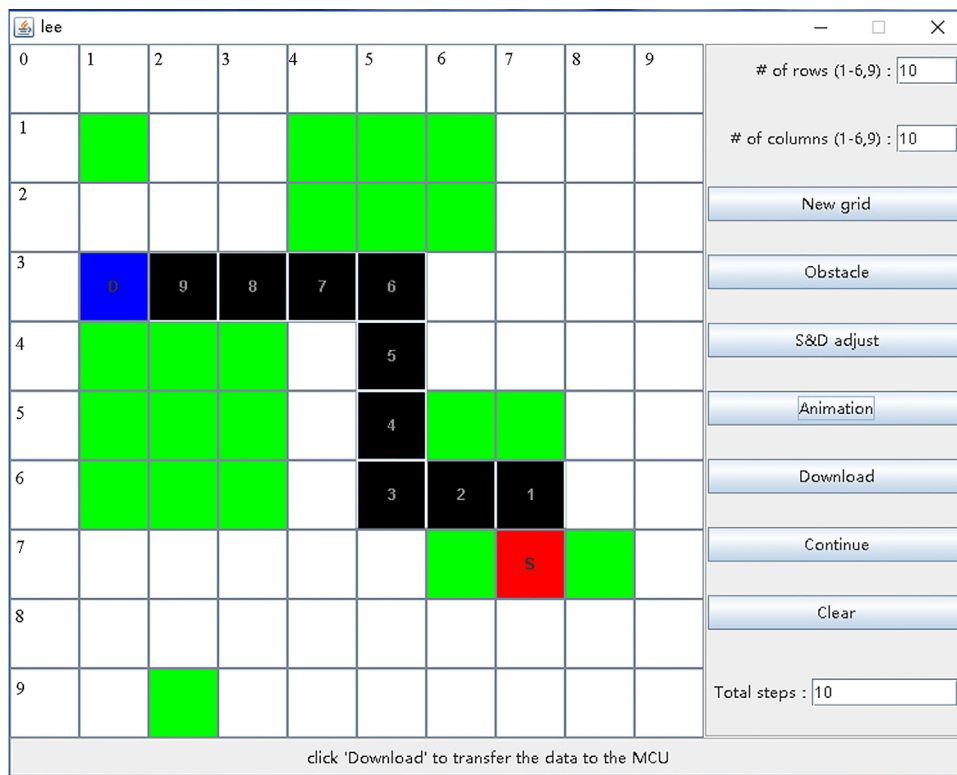 lee
0 1 2 3 4 5 6 7 8 9
# of rows (1-6,9) : 10
1
# of columns (1-6,9) : 10
2
New grid
3 D 9 8 7 6
Obstacle
4 5
S&D adjust
5 4
Animation
6 3 2 1
Download
7 S
Continue
8
Clear
9
Total steps : 10
click 'Download' to transfer the data to the MCU